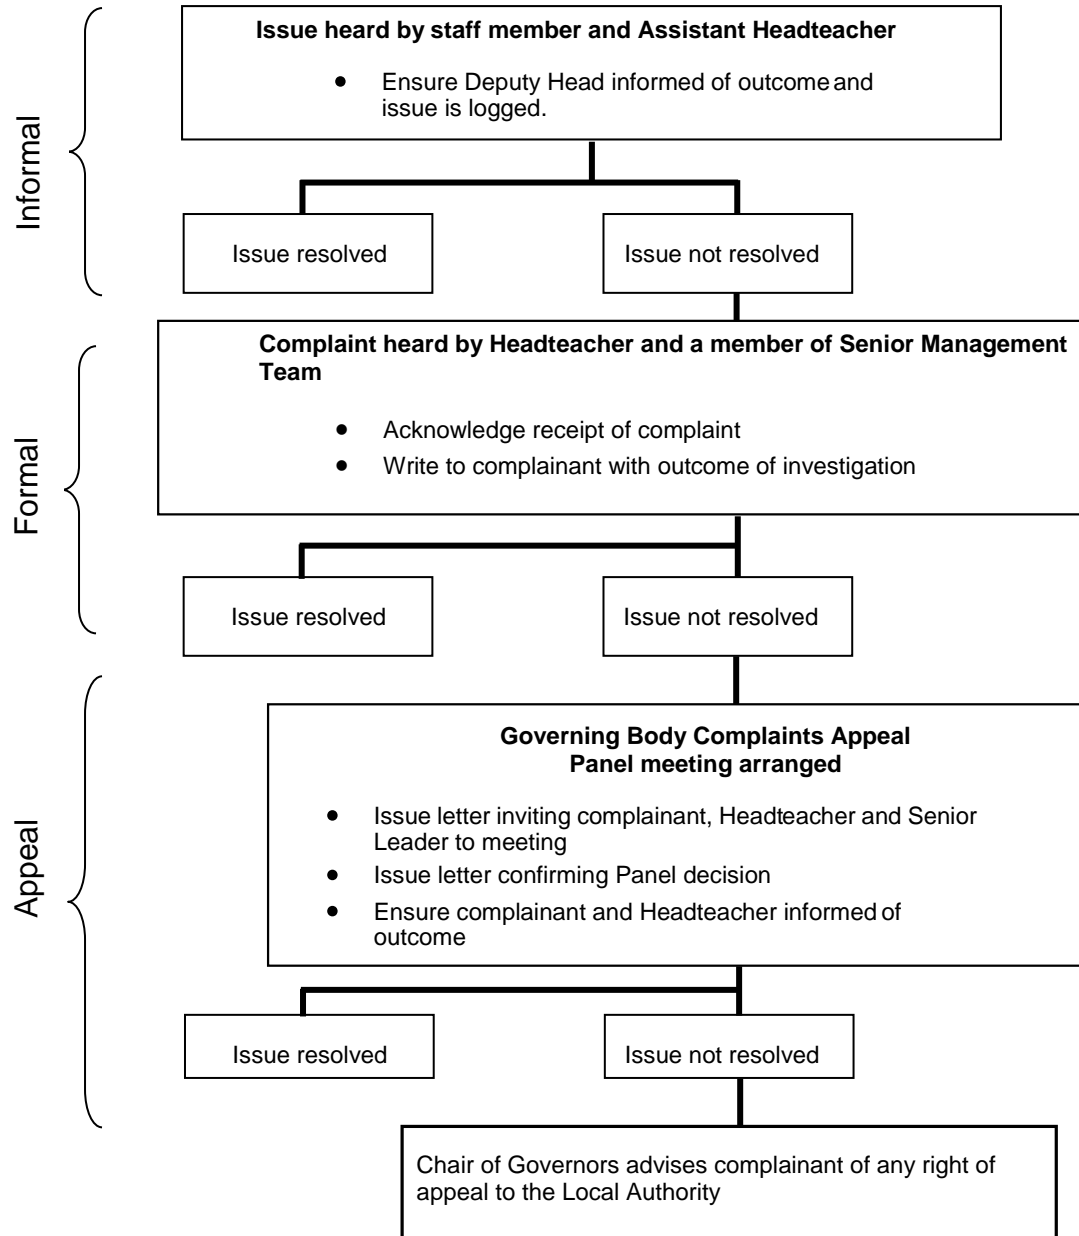 Informal
Issue heard by staff member and Assistant Headteacher
• Ensure Deputy Head informed of outcome and
issue is logged.
Issue resolved
Issue not resolved
Formal
Complaint heard by Headteacher and a member of Senior Management
Team
• Acknowledge receipt of complaint
• Write to complainant with outcome of investigation
Issue resolved
Issue not resolved
Appeal
Governing Body Complaints Appeal
Panel meeting arranged
• Issue letter inviting complainant, Headteacher and Senior
Leader to meeting
• Issue letter confirming Panel decision
• Ensure complainant and Headteacher informed of
outcome
Issue resolved
Issue not resolved
Chair of Governors advises complainant of any right of
appeal to the Local Authority